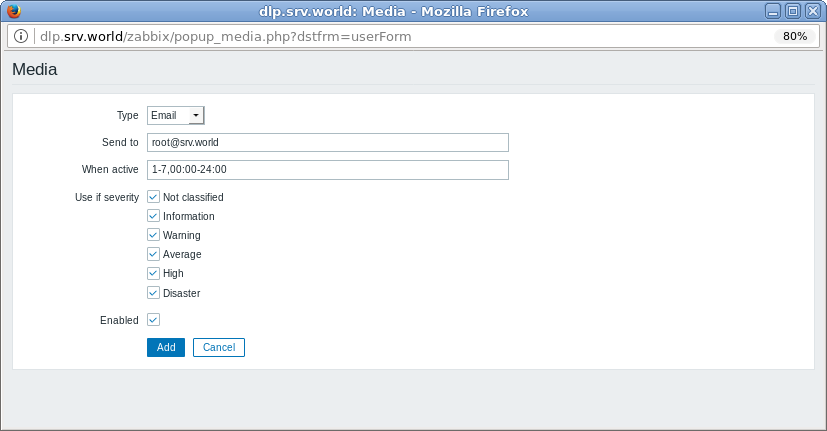 dlp.srv.world: Media - Mozilla Firefox
dlp.srv.world/zabbix/popup_media.php?dstfrm=userForm 80%
Media
Type Email
Send to root@srv.world
When active 1-7,00:00-24:00
Use if severity Not classified
Information
Warning
Average
High
Disaster
Enabled
Add Cancel